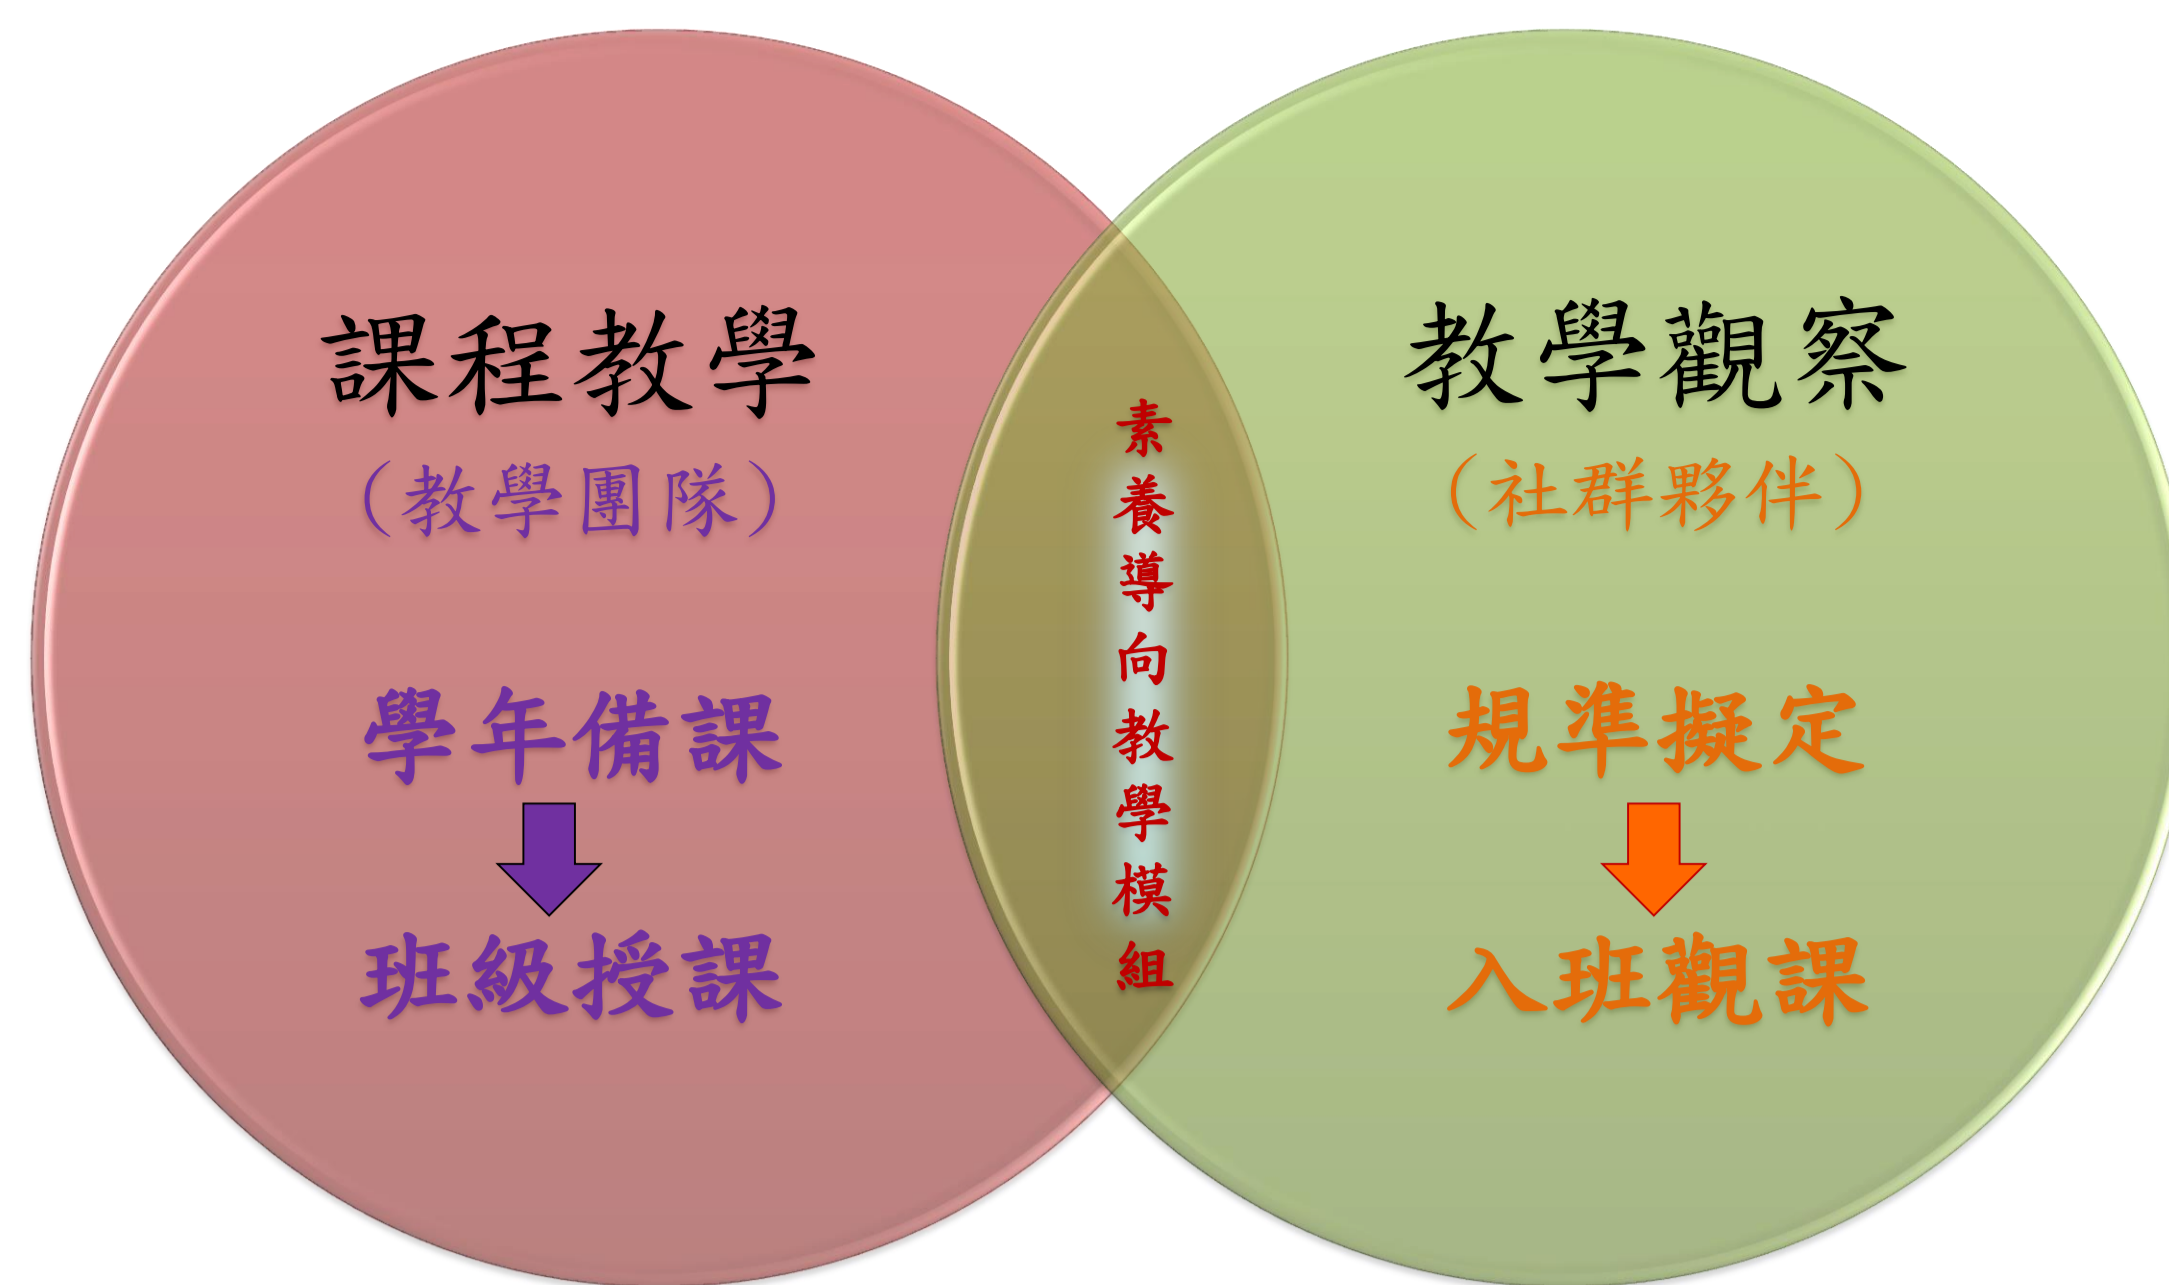 課程教學
（教學團隊）
學年備課
班級授課
素養導向教學模組
教學觀察
（社群夥伴）
規準擬定
入班觀課